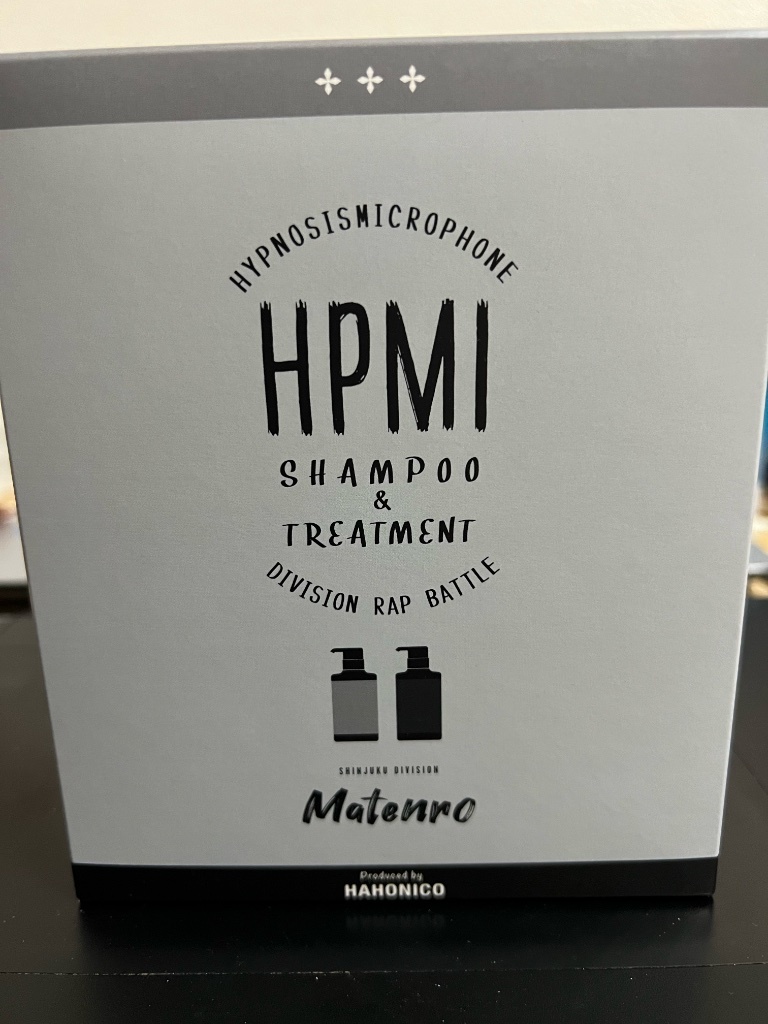 HYPNOSISMICROPHONE
HPMI
SHAMPOO
&
TREATMENT
DIVISION RAP BATTLE
SHINJUKU DIVISION
Matenro
Produced by
HAHONICO